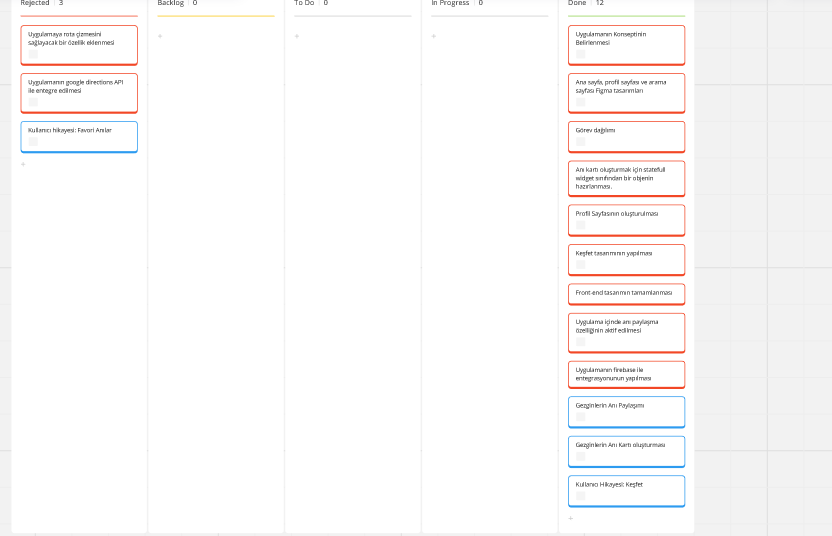 Rejected 3
Uygulamaya rota çizmesini
sağlayacak bir özellik eklenmesi
Uygulamanın google directions API
ile entegre edilmesi
Kullanıcı hikayesi: Favori Anılar
+
Backlog 0
+
To Do 0
+
In Progress 0
+
Done 12
Uygulamanın Konseptinin
Belirlenmesi
Ana sayfa, profil sayfası ve arama
sayfası Figma tasarımları
Görev dağılımı
Anı kartı oluşturmak için statefull
widget sınıfından bir objenin
hazırlanması.
Profil Sayfasının oluşturulması
Keşfet tasarımının yapılması
Front-end tasarımın tamamlanması
Uygulama içinde anı paylaşma
özelliğinin aktif edilmesi
Uygulamanın firebase ile
entegrasyonunun yapılması
Gezginlerin Anı Paylaşımı
Gezginlerin Anı Kartı oluşturması
Kullanıcı Hikayesi: Keşfet
+